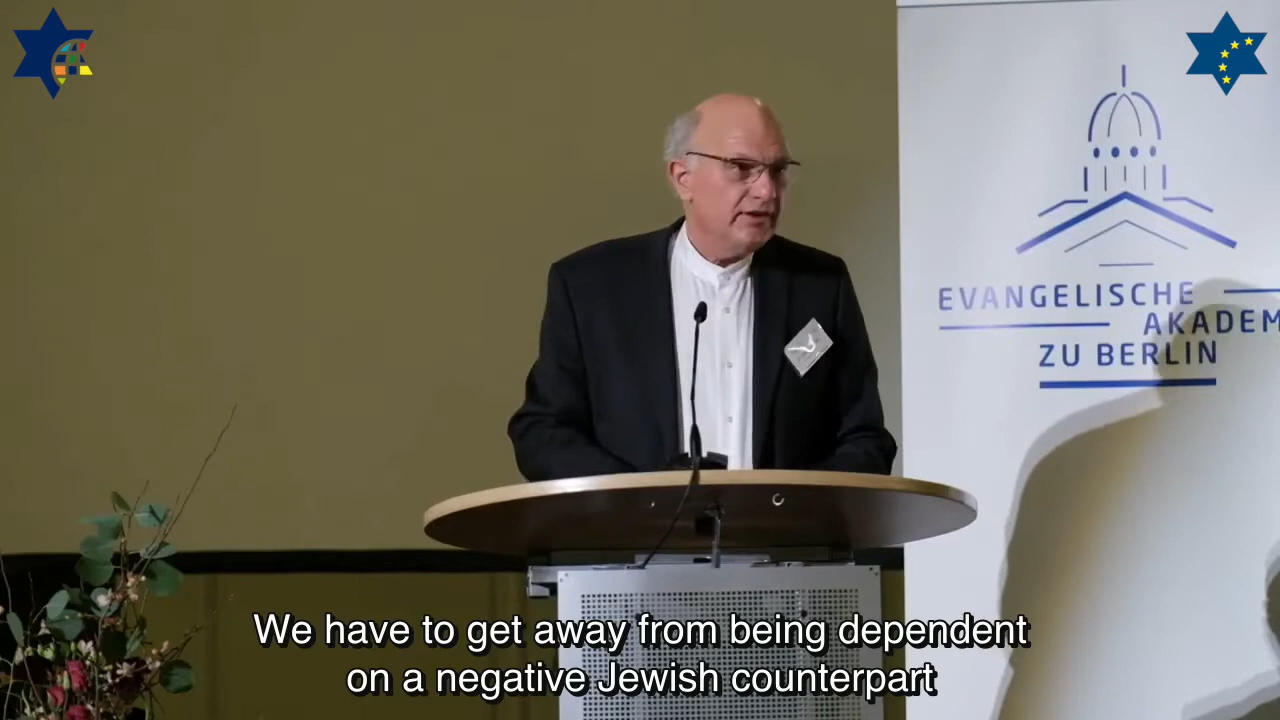 EVANGELISCHE
AKADEM
ZU BERLIN
We have to get away from being dependent
on a negative Jewish counterpart